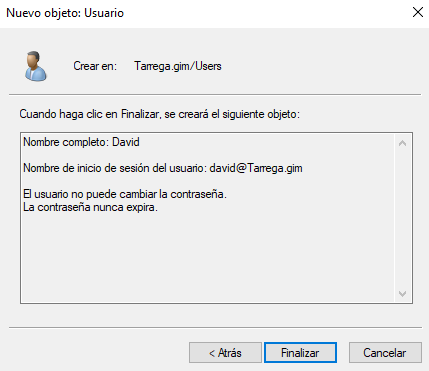 Nuevo objeto: Usuario
Crear en: Tarrega.gim/Users
Cuando haga clic en Finalizar, se creará el siguiente objeto:
Nombre completo: David
Nombre de inicio de sesión del usuario: david@Tarrega.gim
El usuario no puede cambiar la contraseña.
La contraseña nunca expira.
< Atrás Finalizar Cancelar